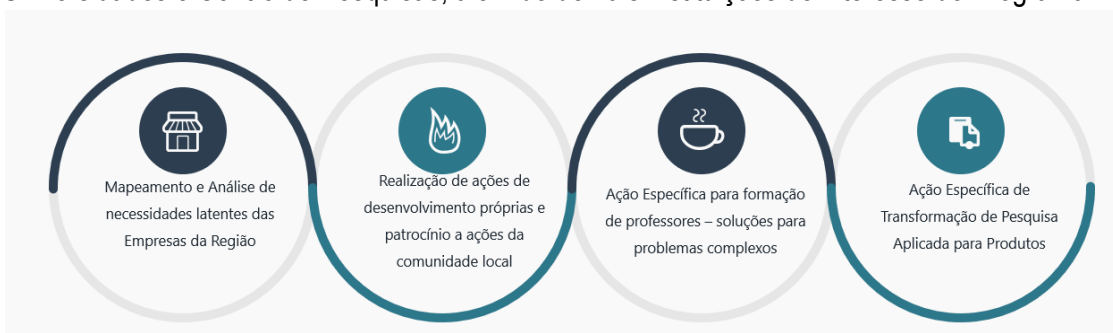 Mapeamento e Análise de
necessidades latentes das
Empresas da Região
Realização de ações de
desenvolvimento próprias e
patrocínio a ações da
comunidade local
Ação Específica para formação
de professores – soluções para
problemas complexos
Ação Específica de
Transformação de Pesquisa
Aplicada para Produtos